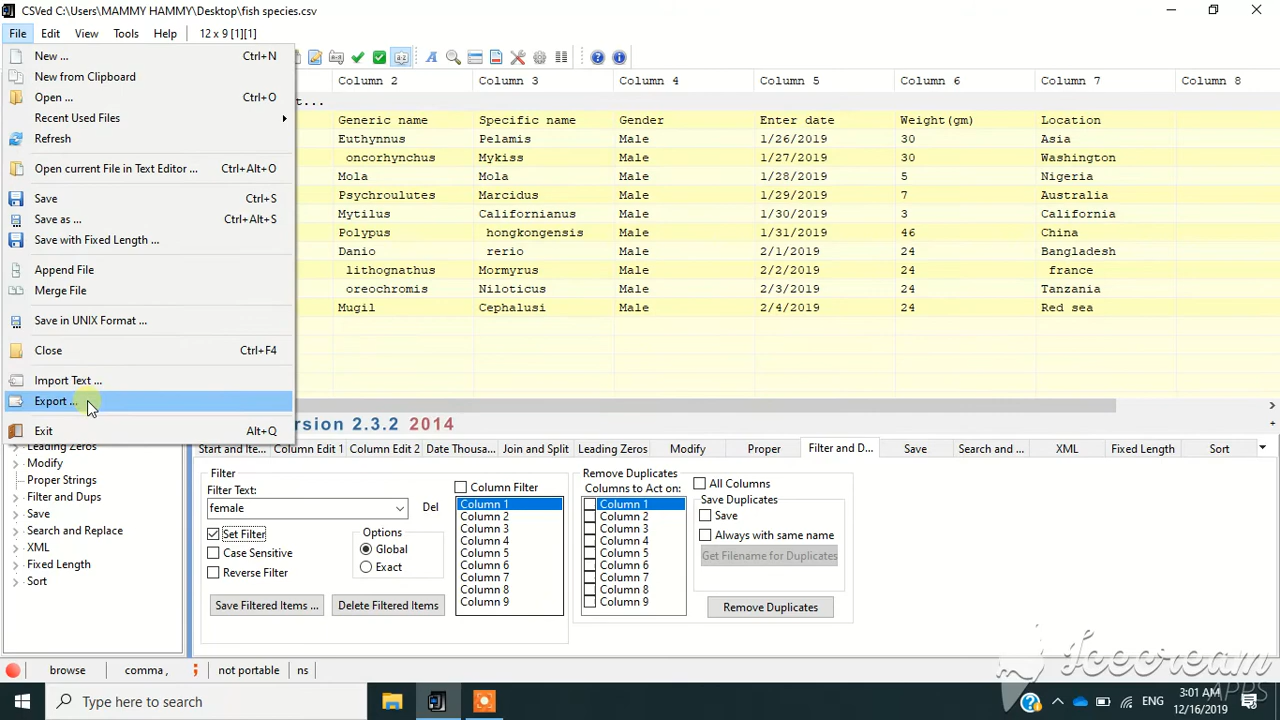 CSVed C:\Users\MAMMY HAMMY\Desktop\fish species.csv
File Edit View Tools Help 12 x 9 [1][1]
New ... Ctrl+N
New from Clipboard
Open ... Ctrl+O
Recent Used Files
Refresh
Open current File in Text Editor ... Ctrl+Alt+O
Save Ctrl+S
Save as ... Ctrl+Alt+S
Save with Fixed Length ...
Append File
Merge File
Save in UNIX Format ...
Close Ctrl+F4
Import Text ...
Export ...
Exit Alt+Q
Column 2 Column 3 Column 4 Column 5 Column 6 Column 7 Column 8
t...
Generic name Specific name Gender Enter date Weight(gm) Location
Euthynnus Pelamis Male 1/26/2019 30 Asia
oncorhynchus Mykiss Male 1/27/2019 30 Washington
Mola Mola Male 1/28/2019 5 Nigeria
Psychroulutes Marcidus Male 1/29/2019 7 Australia
Mytilus Californianus Male 1/30/2019 3 California
Polypus hongkongensis Male 1/31/2019 46 China
Danio rerio Male 2/1/2019 24 Bangladesh
lithognathus Mormyrus Male 2/2/2019 24 france
oreochromis Niloticus Male 2/3/2019 24 Tanzania
Mugil Cephalusi Male 2/4/2019 24 Red sea
ersion 2.3.2 2014
Start and Ite... Column Edit 1 Column Edit 2 Date Thousa... Join and Split Leading Zeros Modify Proper Filter and D... Save Search and ... XML Fixed Length Sort
Leading Zeros
Modify
Proper Strings
Filter and Dups
Save
Search and Replace
XML
Fixed Length
Sort
Filter
Filter Text:
female Del
Set Filter
Case Sensitive
Reverse Filter
Options
Global
Exact
Save Filtered Items ... Delete Filtered Items
Column Filter
Column 1
Column 2
Column 3
Column 4
Column 5
Column 6
Column 7
Column 8
Column 9
Remove Duplicates
Columns to Act on:
Column 1
Column 2
Column 3
Column 4
Column 5
Column 6
Column 7
Column 8
Column 9
All Columns
Save Duplicates
Save
Always with same name
Get Filename for Duplicates
Remove Duplicates
browse comma , ; not portable ns
Icecream
APPS
Type here to search
ENG
3:01 AM
12/16/2019